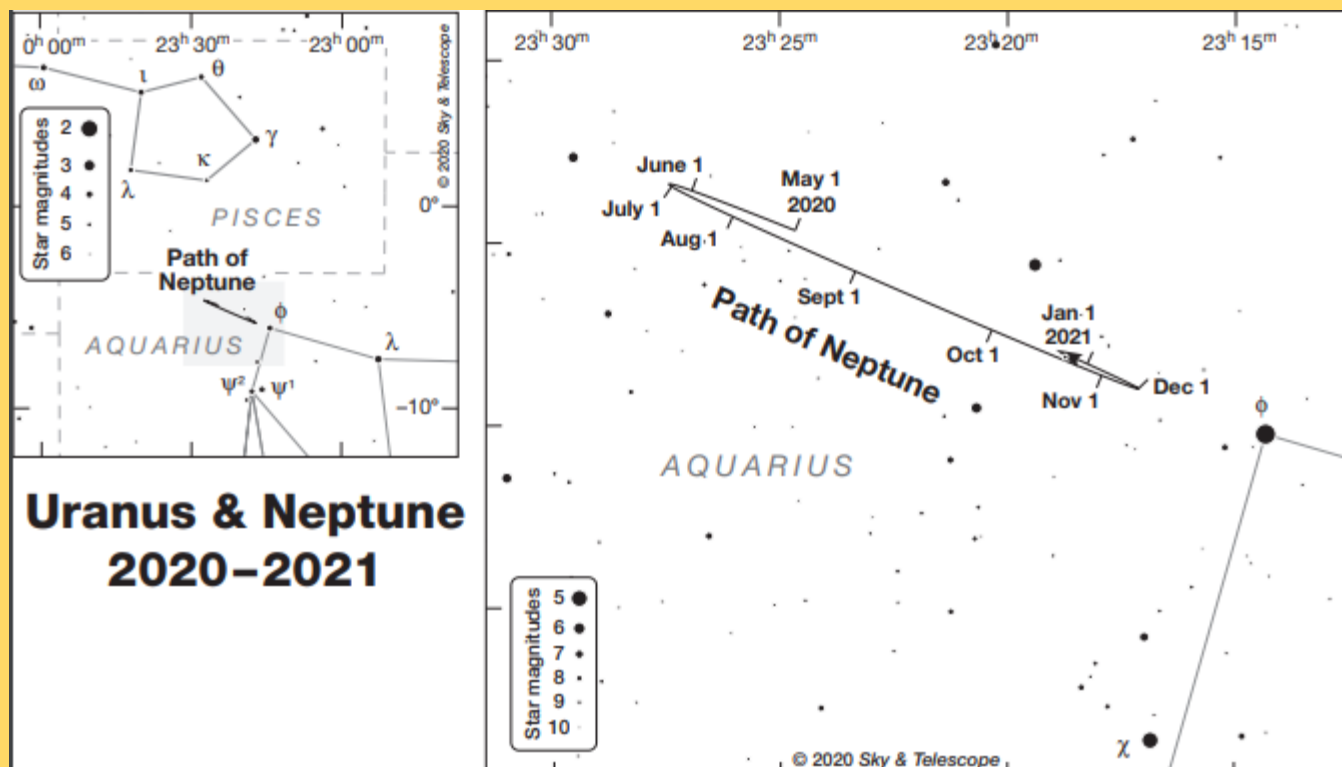 0ʰ 00ᵐ
23ʰ 30ᵐ
23ʰ 00ᵐ
ω
ι
θ
γ
κ
λ
Star magnitudes
2
3
4
5
6
© 2020 Sky & Telescope
PISCES
0°
Path of
Neptune
ϕ
AQUARIUS
λ
ψ²
ψ¹
–10°
Uranus & Neptune
2020–2021
23ʰ 30ᵐ
23ʰ 25ᵐ
23ʰ 20ᵐ
23ʰ 15ᵐ
June 1
May 1
2020
July 1
Aug 1
Sept 1
Path of Neptune
Oct 1
Jan 1
2021
Nov 1
Dec 1
ϕ
AQUARIUS
Star magnitudes
5
6
7
8
9
10
χ
© 2020 Sky & Telescope